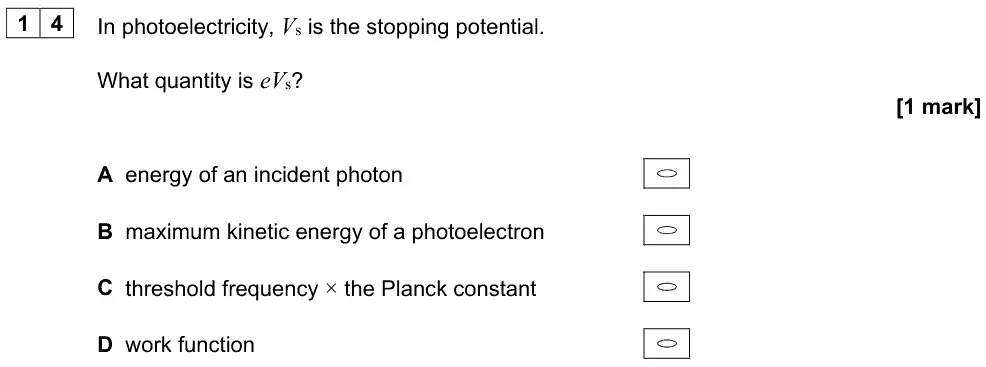 1 4 In photoelectricity, Vs is the stopping potential.
What quantity is eVs?
[1 mark]
A energy of an incident photon
B maximum kinetic energy of a photoelectron
C threshold frequency × the Planck constant
D work function